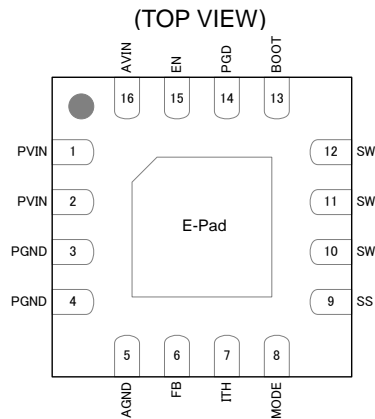 (TOP VIEW)
AVIN EN PGD BOOT
16 15 14 13
PVIN 1 12 SW
PVIN 2 11 SW
E-Pad
PGND 3 10 SW
PGND 4 9 SS
5 6 7 8
AGND FB ITH MODE